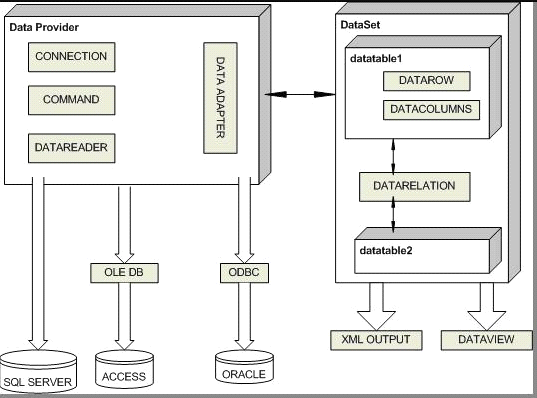 Data Provider
CONNECTION
COMMAND
DATAREADER
DATA ADAPTER
DataSet
datatable1
DATAROW
DATACOLUMNS
DATARELATION
datatable2
OLE DB
ODBC
XML OUTPUT
DATAVIEW
SQL SERVER
ACCESS
ORACLE